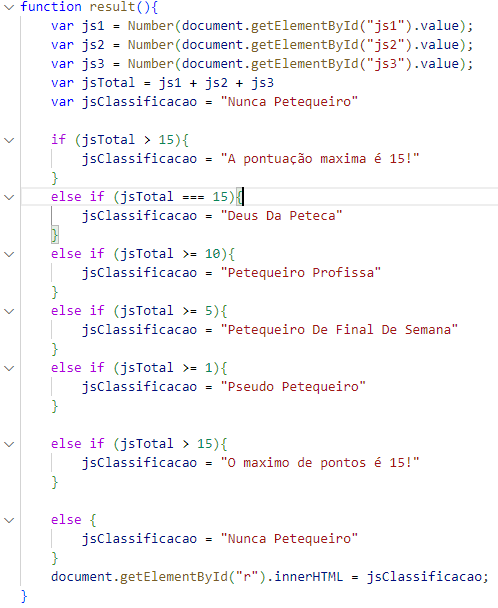 function result(){
    var js1 = Number(document.getElementById("js1").value);
    var js2 = Number(document.getElementById("js2").value);
    var js3 = Number(document.getElementById("js3").value);
    var jsTotal = js1 + js2 + js3
    var jsClassificacao = "Nunca Petequeiro"

    if (jsTotal > 15){
        jsClassificacao = "A pontuação maxima é 15!"
    }
    else if (jsTotal === 15){
        jsClassificacao = "Deus Da Peteca"
    }
    else if (jsTotal >= 10){
        jsClassificacao = "Petequeiro Profissa"
    }
    else if (jsTotal >= 5){
        jsClassificacao = "Petequeiro De Final De Semana"
    }
    else if (jsTotal >= 1){
        jsClassificacao = "Pseudo Petequeiro"
    }

    else if (jsTotal > 15){
        jsClassificacao = "O maximo de pontos é 15!"
    }

    else {
        jsClassificacao = "Nunca Petequeiro"
    }
    document.getElementById("r").innerHTML = jsClassificacao;
}